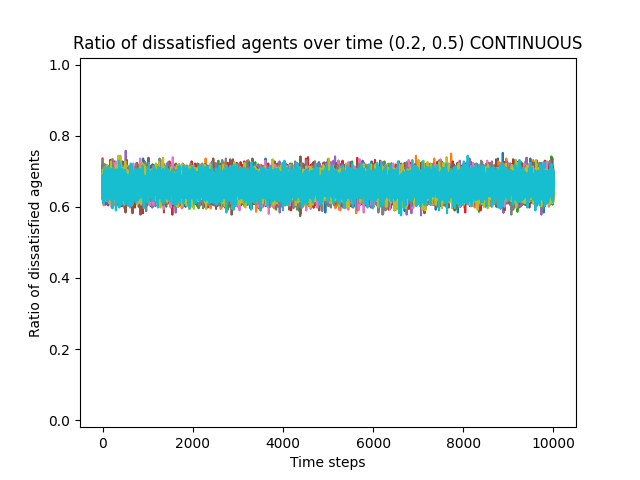 Ratio of dissatisfied agents over time (0.2, 0.5) CONTINUOUS
Ratio of dissatisfied agents
1.0
0.8
0.6
0.4
0.2
0.0
0 2000 4000 6000 8000 10000
Time steps